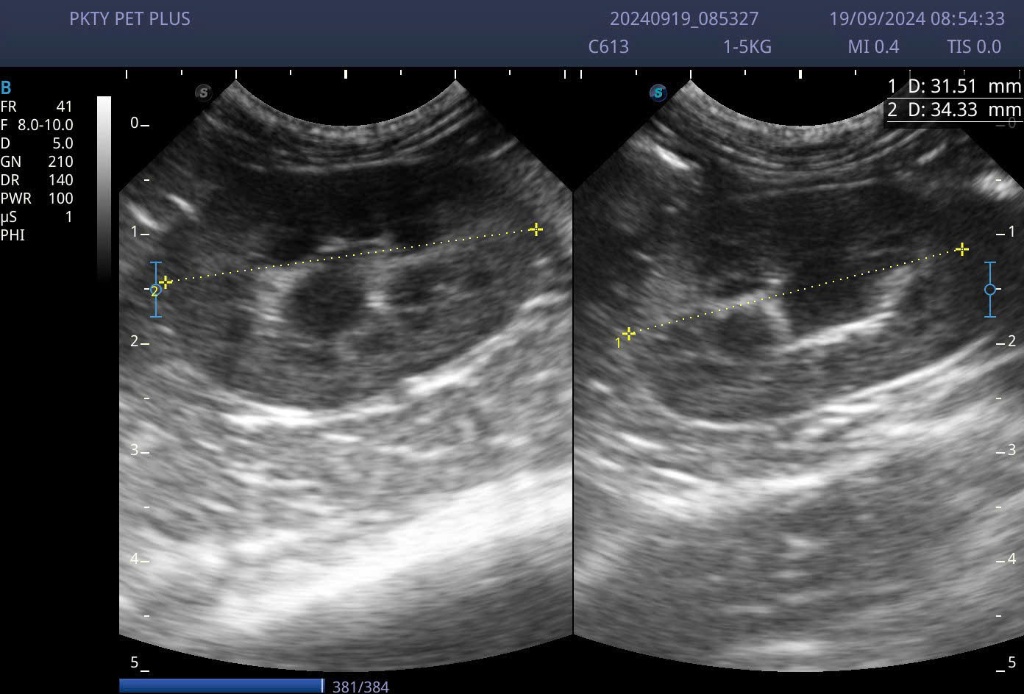 PKTY PET PLUS
20240919_085327
19/09/2024 08:54:33
C613
1-5KG
MI 0.4
TIS 0.0
B
FR 41
F 8.0-10.0
D 5.0
GN 210
DR 140
PWR 100
µS 1
PHI
S
S
1 D: 31.51 mm
2 D: 34.33 mm
0
1
2
3
4
5
2
1
0
1
2
3
4
5
381/384